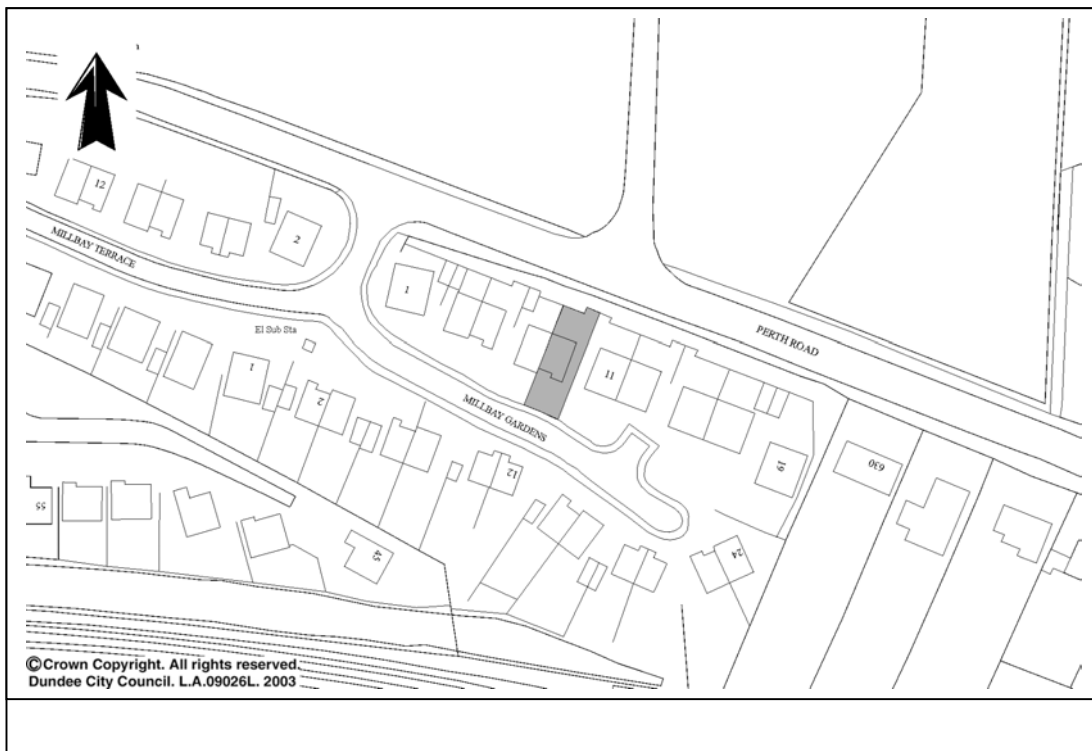 12
2
MILLBAY TERRACE
1
El Sub Sta
PERTH ROAD
1
11
2
MILLBAY GARDENS
12
19
630
55
45
24
©Crown Copyright. All rights reserved.
Dundee City Council. L.A.09026L. 2003